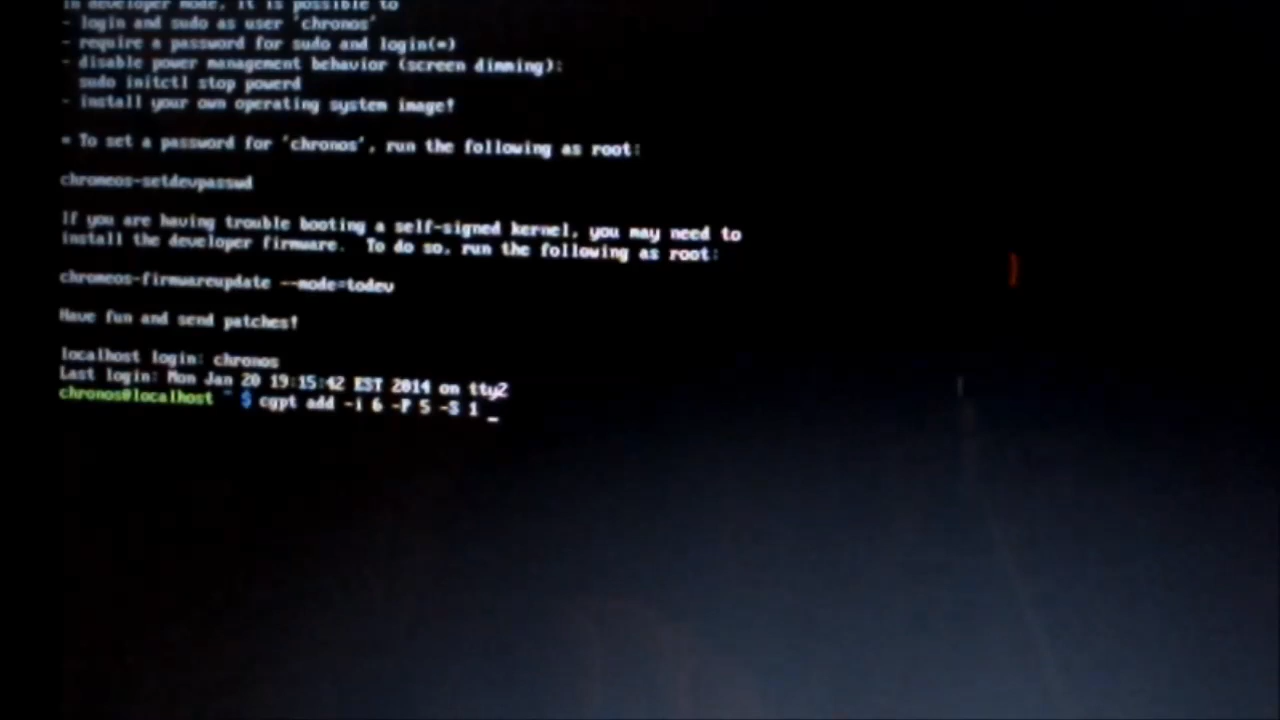 In developer mode, it is possible to
- login and sudo as user 'chronos'
- require a password for sudo and login(*)
- disable power management behavior (screen dimming):
sudo initctl stop powerd
- install your own operating system image!
* To set a password for 'chronos', run the following as root:
chromeos-setdevpasswd
If you are having trouble booting a self-signed kernel, you may need to
install the developer firmware. To do so, run the following as root:
chromeos-firmwareupdate --mode=todev
Have fun and send patches!
localhost login: chronos
Last login: Mon Jan 20 19:15:42 EST 2014 on tty2
chronos@localhost ~ $ cgpt add -i 6 -P 5 -S 1 _